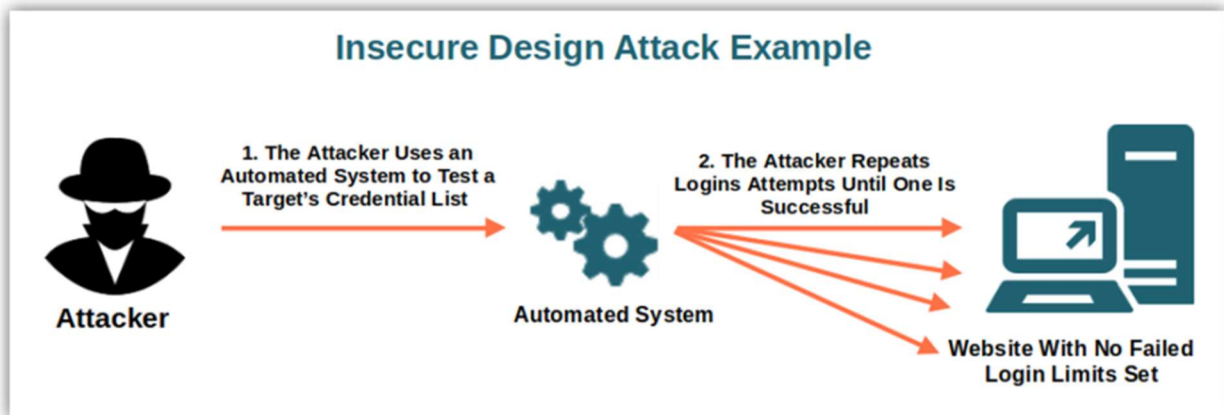 Insecure Design Attack Example
1. The Attacker Uses an
Automated System to Test a
Target's Credential List
2. The Attacker Repeats
Logins Attempts Until One Is
Successful
Attacker
Automated System
Website With No Failed
Login Limits Set